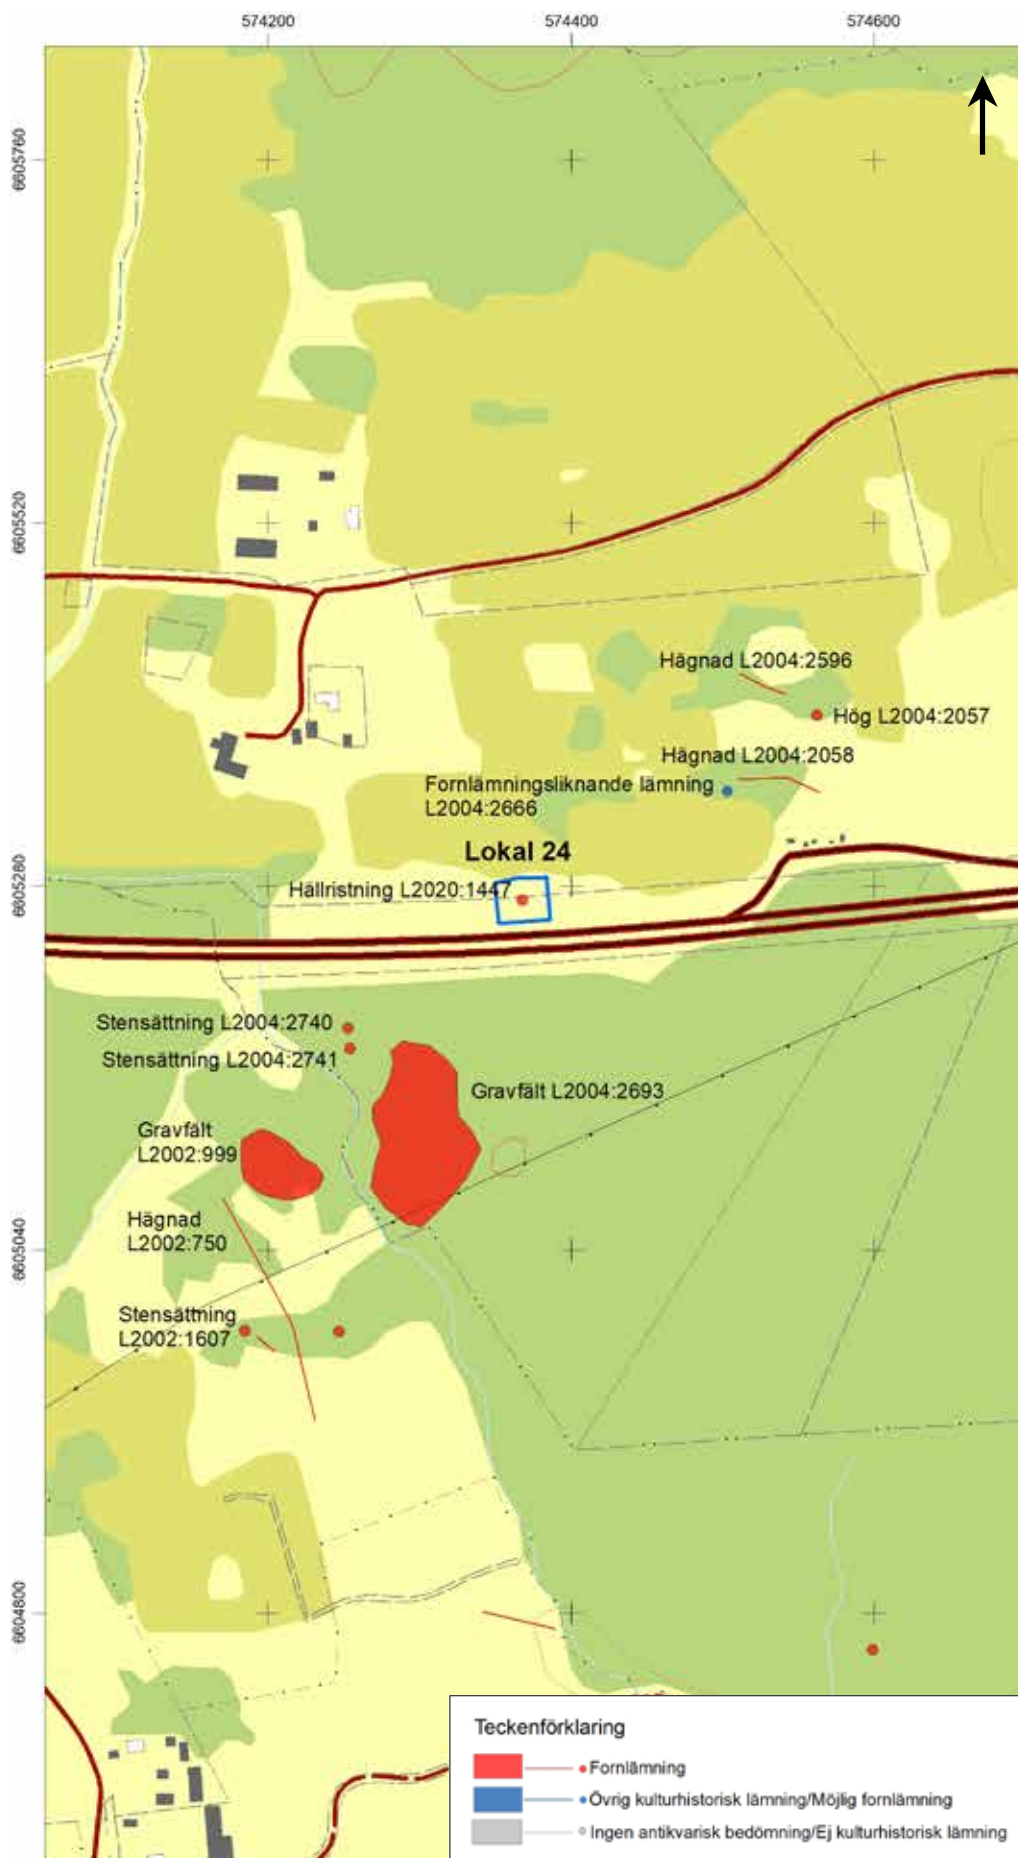 574200
574400
574600
6605760
6605520
Hägnad L2004:2596
Hög L2004:2057
Hägnad L2004:2058
Fornlämningsliknande lämning
L2004:2666
Lokal 24
6605280
Hällristning L2020:1447
Stensättning L2004:2740
Stensättning L2004:2741
Gravfält L2004:2693
Gravfält
L2002:999
Hägnad
L2002:750
6605040
Stensättning
L2002:1607
6604800
Teckenförklaring
Fornlämning
Övrig kulturhistorisk lämning/Möjlig fornlämning
Ingen antikvarisk bedömning/Ej kulturhistorisk lämning